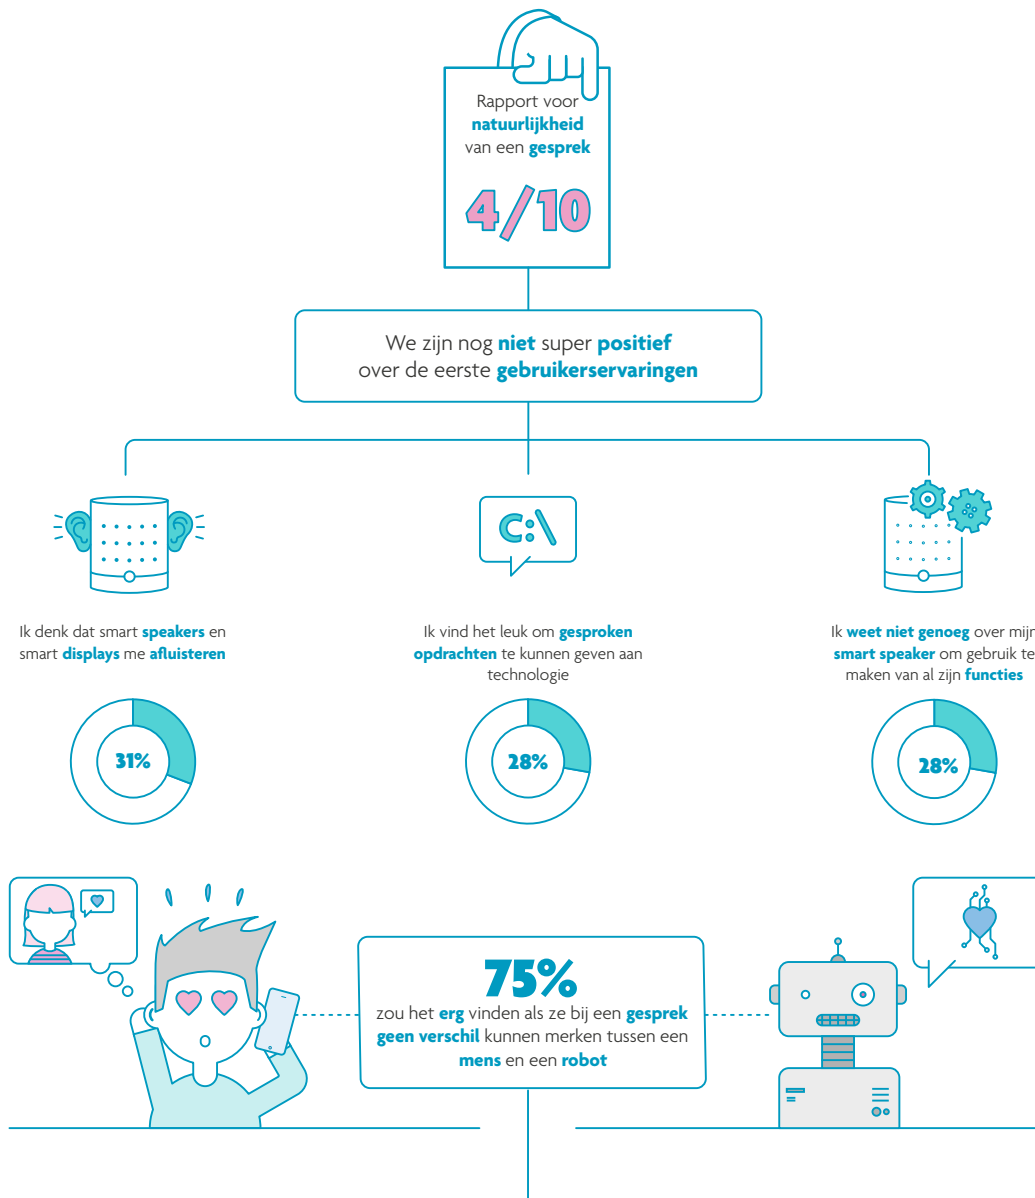 Rapport voor
natuurlijkheid
van een gesprek
4/10
We zijn nog niet super positief
over de eerste gebruikerservaringen
C:\
Ik denk dat smart speakers en
smart displays me afluisteren
31%
Ik vind het leuk om gesproken
opdrachten te kunnen geven aan
technologie
28%
Ik weet niet genoeg over mijn
smart speaker om gebruik te
maken van al zijn functies
28%
75%
zou het erg vinden als ze bij een gesprek
geen verschil kunnen merken tussen een
mens en een robot